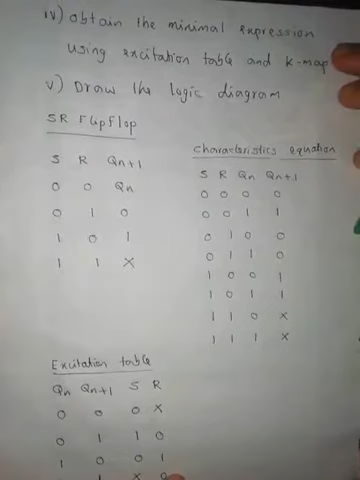 iv) obtain the minimal expression
using excitation table and k-map
v) Draw the logic diagram
SR FlipFlop
S R Qn+1
0 0 Qn
0 1 0
1 0 1
1 1 X
characteristics equation
S R Qn Qn+1
0 0 0 0
0 0 1 1
0 1 0 0
0 1 1 0
1 0 0 1
1 0 1 1
1 1 0 X
1 1 1 X
Excitation table
Qn Qn+1 S R
0 0 0 X
0 1 1 0
1 0 0 1
1 X 0